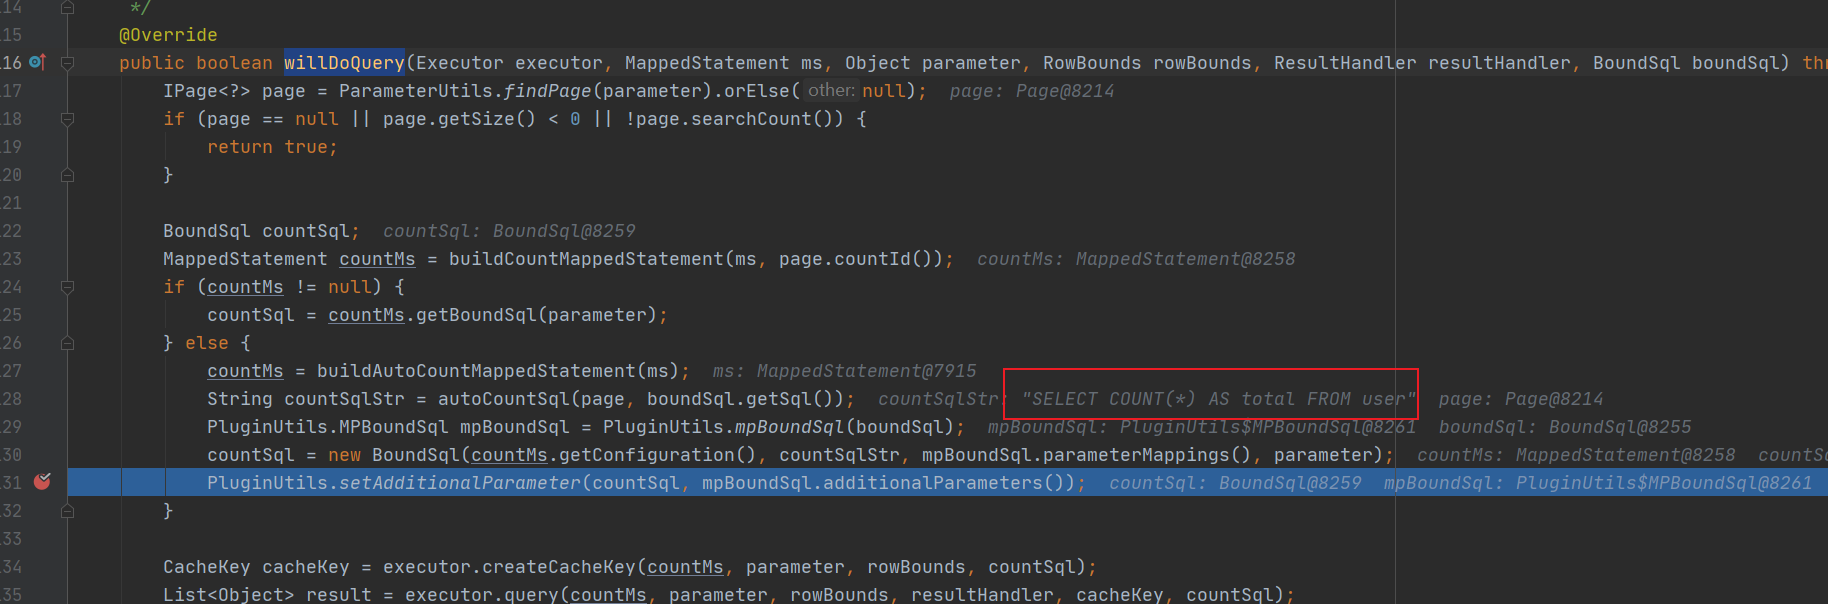 14 */
15 @Override
16 public boolean willDoQuery(Executor executor, MappedStatement ms, Object parameter, RowBounds rowBounds, ResultHandler resultHandler, BoundSql boundSql) thr
17 IPage<?> page = ParameterUtils.findPage(parameter).orElse( other: null); page: Page@8214
18 if (page == null || page.getSize() < 0 || !page.searchCount()) {
19 return true;
20 }
21
22 BoundSql countSql; countSql: BoundSql@8259
23 MappedStatement countMs = buildCountMappedStatement(ms, page.countId()); countMs: MappedStatement@8258
24 if (countMs != null) {
25 countSql = countMs.getBoundSql(parameter);
26 } else {
27 countMs = buildAutoCountMappedStatement(ms); ms: MappedStatement@7915
28 String countSqlStr = autoCountSql(page, boundSql.getSql()); countSqlStr: "SELECT COUNT(*) AS total FROM user" page: Page@8214
29 PluginUtils.MPBoundSql mpBoundSql = PluginUtils.mpBoundSql(boundSql); mpBoundSql: PluginUtils$MPBoundSql@8261 boundSql: BoundSql@8255
30 countSql = new BoundSql(countMs.getConfiguration(), countSqlStr, mpBoundSql.parameterMappings(), parameter); countMs: MappedStatement@8258 countSq
31 PluginUtils.setAdditionalParameter(countSql, mpBoundSql.additionalParameters()); countSql: BoundSql@8259 mpBoundSql: PluginUtils$MPBoundSql@8261
32 }
33
34 CacheKey cacheKey = executor.createCacheKey(countMs, parameter, rowBounds, countSql);
35 List<Object> result = executor.query(countMs, parameter, rowBounds, resultHandler, cacheKey, countSql);